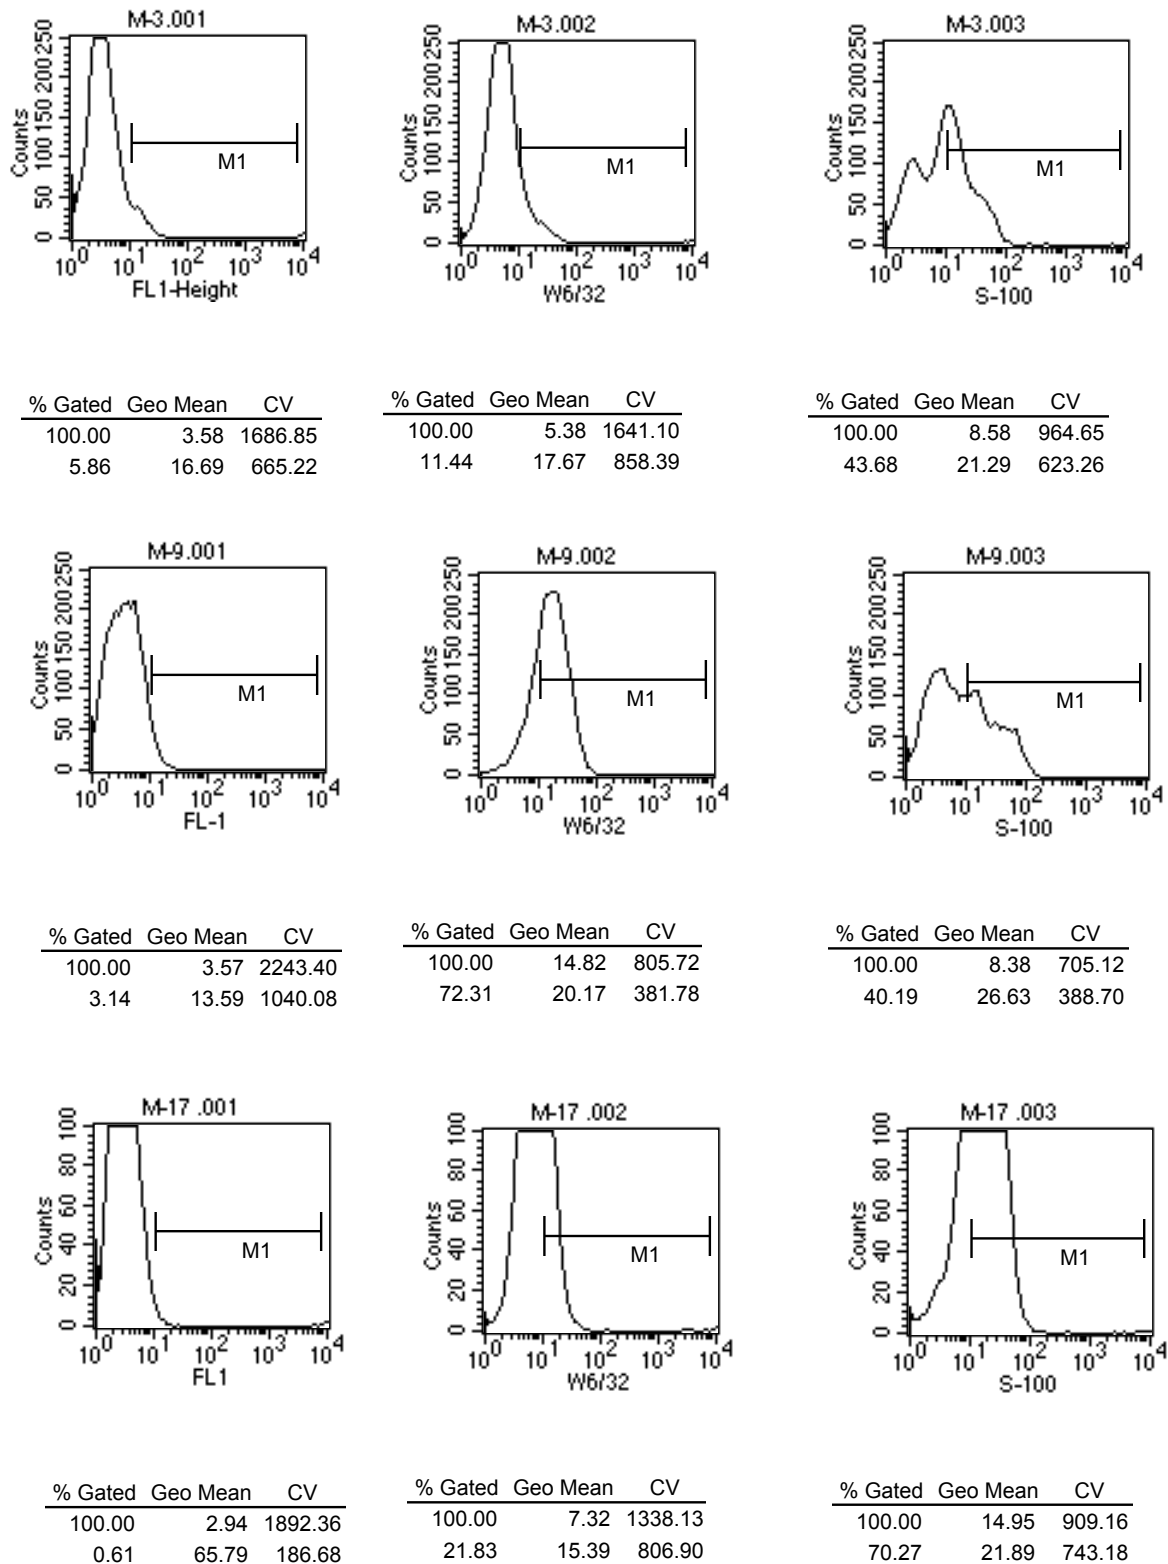 M-3.001
Counts
0 50 100 150 200 250
M1
10^0 10^1 10^2 10^3 10^4
FL1-Height
M-3.002
Counts
0 50 100 150 200 250
M1
10^0 10^1 10^2 10^3 10^4
W6/32
M-3.003
Counts
0 50 100 150 200 250
M1
10^0 10^1 10^2 10^3 10^4
S-100
% Gated Geo Mean CV
100.00 3.58 1686.85
5.86 16.69 665.22
% Gated Geo Mean CV
100.00 5.38 1641.10
11.44 17.67 858.39
% Gated Geo Mean CV
100.00 8.58 964.65
43.68 21.29 623.26
M-9.001
Counts
0 50 100 150 200 250
M1
10^0 10^1 10^2 10^3 10^4
FL-1
M-9.002
Counts
0 50 100 150 200 250
M1
10^0 10^1 10^2 10^3 10^4
W6/32
M-9.003
Counts
0 50 100 150 200 250
M1
10^0 10^1 10^2 10^3 10^4
S-100
% Gated Geo Mean CV
100.00 3.57 2243.40
3.14 13.59 1040.08
% Gated Geo Mean CV
100.00 14.82 805.72
72.31 20.17 381.78
% Gated Geo Mean CV
100.00 8.38 705.12
40.19 26.63 388.70
M-17 .001
Counts
0 20 40 60 80 100
M1
10^0 10^1 10^2 10^3 10^4
FL1
M-17 .002
Counts
0 20 40 60 80 100
M1
10^0 10^1 10^2 10^3 10^4
W6/32
M-17 .003
Counts
0 20 40 60 80 100
M1
10^0 10^1 10^2 10^3 10^4
S-100
% Gated Geo Mean CV
100.00 2.94 1892.36
0.61 65.79 186.68
% Gated Geo Mean CV
100.00 7.32 1338.13
21.83 15.39 806.90
% Gated Geo Mean CV
100.00 14.95 909.16
70.27 21.89 743.18